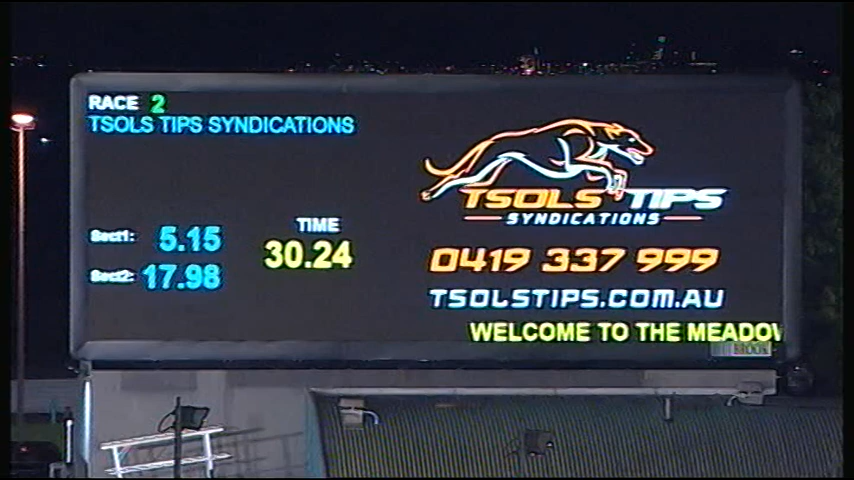 RACE 2
TSOLS TIPS SYNDICATIONS
Sect1: 5.15
Sect2: 17.98
TIME
30.24
TSOLS TIPS
SYNDICATIONS
0419 337 999
TSOLSTIPS.COM.AU
WELCOME TO THE MEADOW